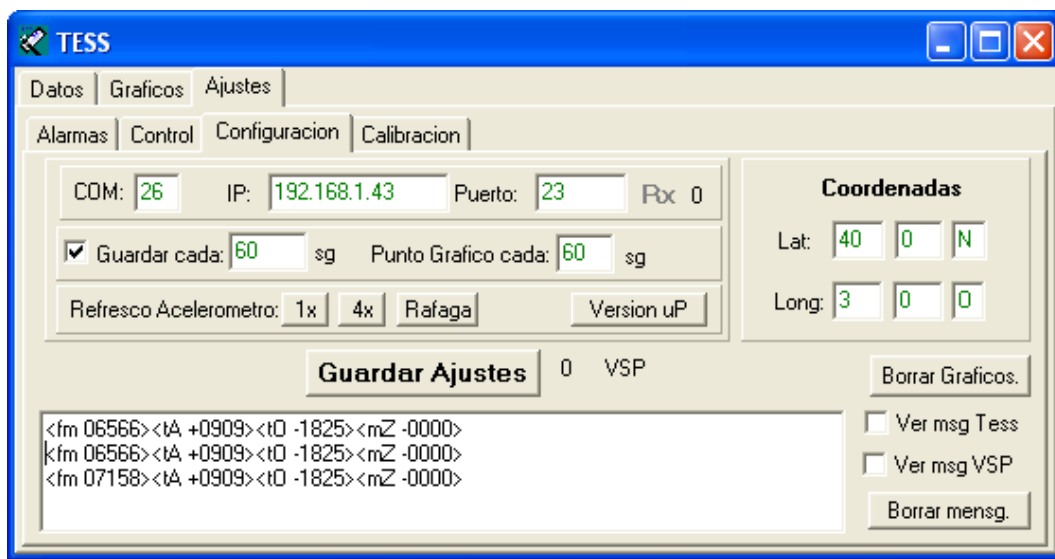 TESS
Datos Graficos Ajustes
Alarmas Control Configuracion Calibracion
COM: 26 IP: 192.168.1.43 Puerto: 23 Rx 0
Guardar cada: 60 sg Punto Grafico cada: 60 sg
Refresco Acelerometro: 1x 4x Rafaga Version uP
Coordenadas
Lat: 40 0 N
Long: 3 0 O
Guardar Ajustes 0 VSP
Borrar Graficos.
<fm 06566><tA +0909><tO -1825><mZ -0000>
<fm 06566><tA +0909><tO -1825><mZ -0000>
<fm 07158><tA +0909><tO -1825><mZ -0000>
Ver msg Tess
Ver msg VSP
Borrar mensg.